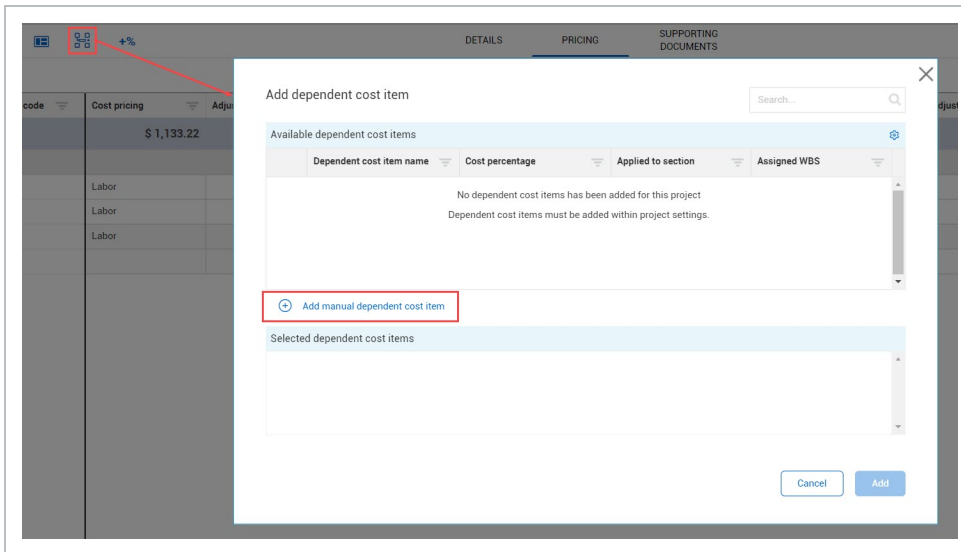 +%
DETAILS
PRICING
SUPPORTING
DOCUMENTS
code
Cost pricing
$ 1,133.22
Labor
Labor
Labor
Add dependent cost item
Search...
Available dependent cost items
Dependent cost item name
Cost percentage
Applied to section
Assigned WBS
No dependent cost items has been added for this project
Dependent cost items must be added within project settings.
Add manual dependent cost item
Selected dependent cost items
Cancel
Add